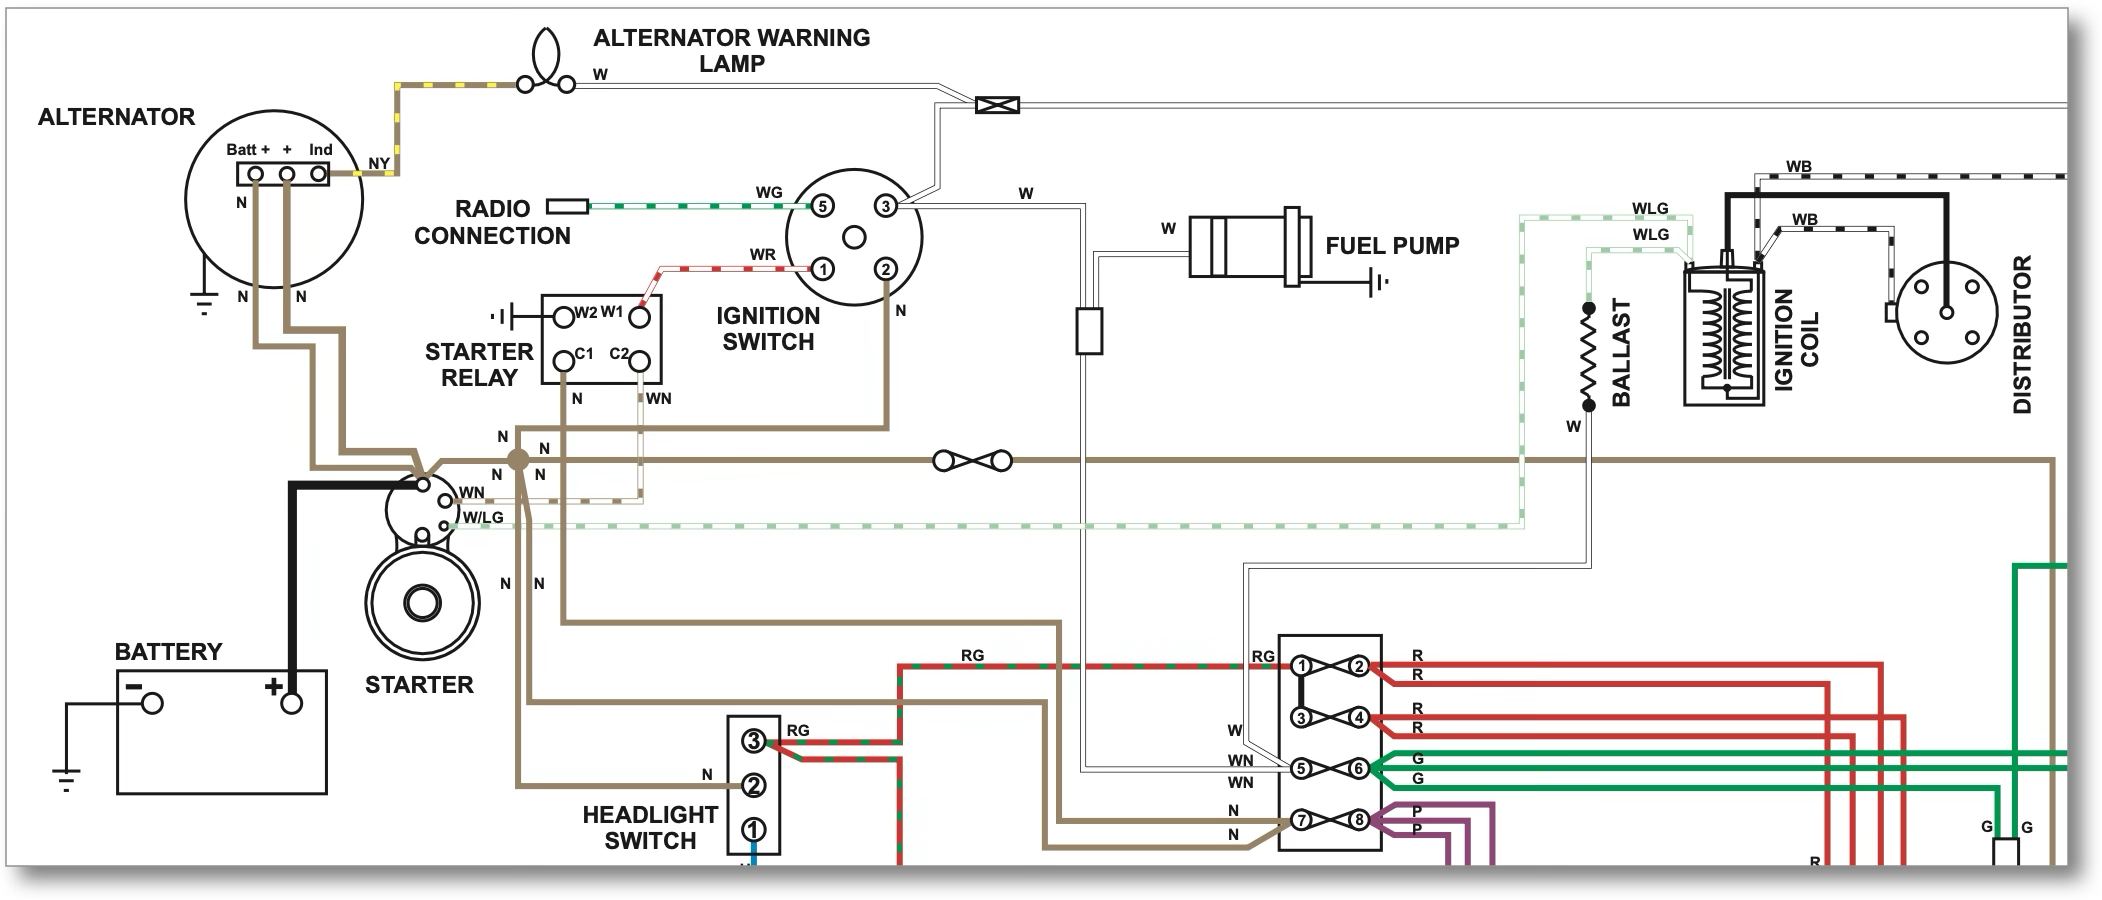 ALTERNATOR WARNING
LAMP
W
ALTERNATOR
Batt + + Ind
NY
N
N
N
RADIO
CONNECTION
WG
5
3
1
2
WR
W
IGNITION
SWITCH
N
W2 W1
C1 C2
STARTER
RELAY
N
WN
W
FUEL PUMP
WLG
WLG
WB
WB
BALLAST
W
IGNITION
COIL
DISTRIBUTOR
N
N
N
N
WN
W/LG
N
N
STARTER
BATTERY
-
+
RG
RG
RG
3
2
1
N
HEADLIGHT
SWITCH
W
WN
WN
N
N
1 2
3 4
5 6
7 8
R
R
R
R
G
G
P
P
G G
R